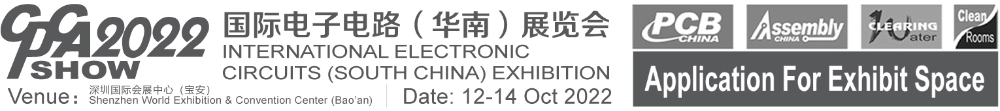 CPCA 2022
SHOW
国际电子电路（华南）展览会
INTERNATIONAL ELECTRONIC
CIRCUITS (SOUTH CHINA) EXHIBITION
Venue：
深圳国际会展中心（宝安）
Shenzhen World Exhibition & Convention Center (Bao'an)
Date: 12-14 Oct 2022
PCB
CHINA
Assembly
CHINA
CLEARING
Water
Clean
Rooms
Application For Exhibit Space